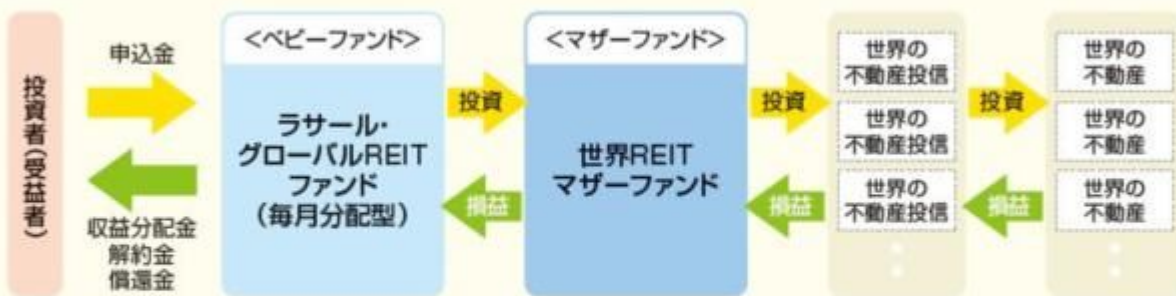 投資者(受益者)
申込金
収益分配金
解約金
償還金
<ベビーファンド>
ラサール・
グローバルREIT
ファンド
(毎月分配型)
投資
損益
<マザーファンド>
世界REIT
マザーファンド
投資
損益
世界の
不動産投信
世界の
不動産投信
世界の
不動産投信
投資
損益
世界の
不動産
世界の
不動産
世界の
不動産